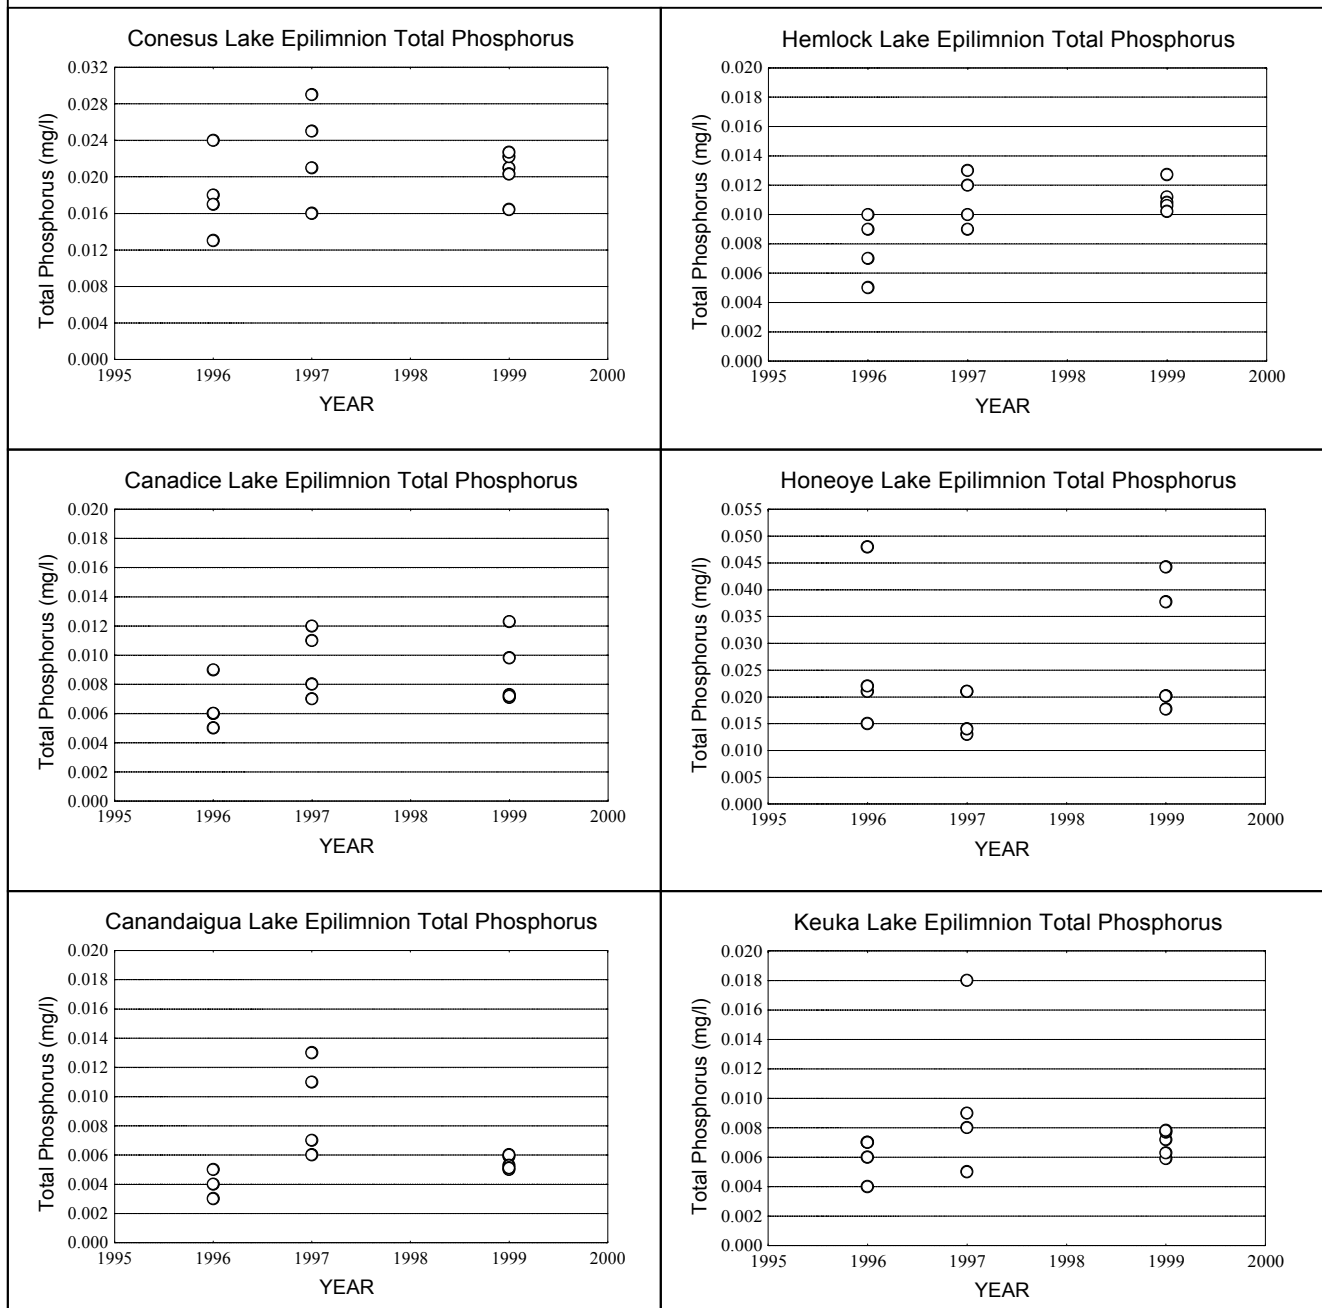 Conesus Lake Epilimnion Total Phosphorus
Total Phosphorus (mg/l)
0.032
0.028
0.024
0.020
0.016
0.012
0.008
0.004
0.000
1995 1996 1997 1998 1999 2000
YEAR
Hemlock Lake Epilimnion Total Phosphorus
Total Phosphorus (mg/l)
0.020
0.018
0.016
0.014
0.012
0.010
0.008
0.006
0.004
0.002
0.000
1995 1996 1997 1998 1999 2000
YEAR
Canadice Lake Epilimnion Total Phosphorus
Total Phosphorus (mg/l)
0.020
0.018
0.016
0.014
0.012
0.010
0.008
0.006
0.004
0.002
0.000
1995 1996 1997 1998 1999 2000
YEAR
Honeoye Lake Epilimnion Total Phosphorus
Total Phosphorus (mg/l)
0.055
0.050
0.045
0.040
0.035
0.030
0.025
0.020
0.015
0.010
0.005
0.000
1995 1996 1997 1998 1999 2000
YEAR
Canandaigua Lake Epilimnion Total Phosphorus
Total Phosphorus (mg/l)
0.020
0.018
0.016
0.014
0.012
0.010
0.008
0.006
0.004
0.002
0.000
1995 1996 1997 1998 1999 2000
YEAR
Keuka Lake Epilimnion Total Phosphorus
Total Phosphorus (mg/l)
0.020
0.018
0.016
0.014
0.012
0.010
0.008
0.006
0.004
0.002
0.000
1995 1996 1997 1998 1999 2000
YEAR